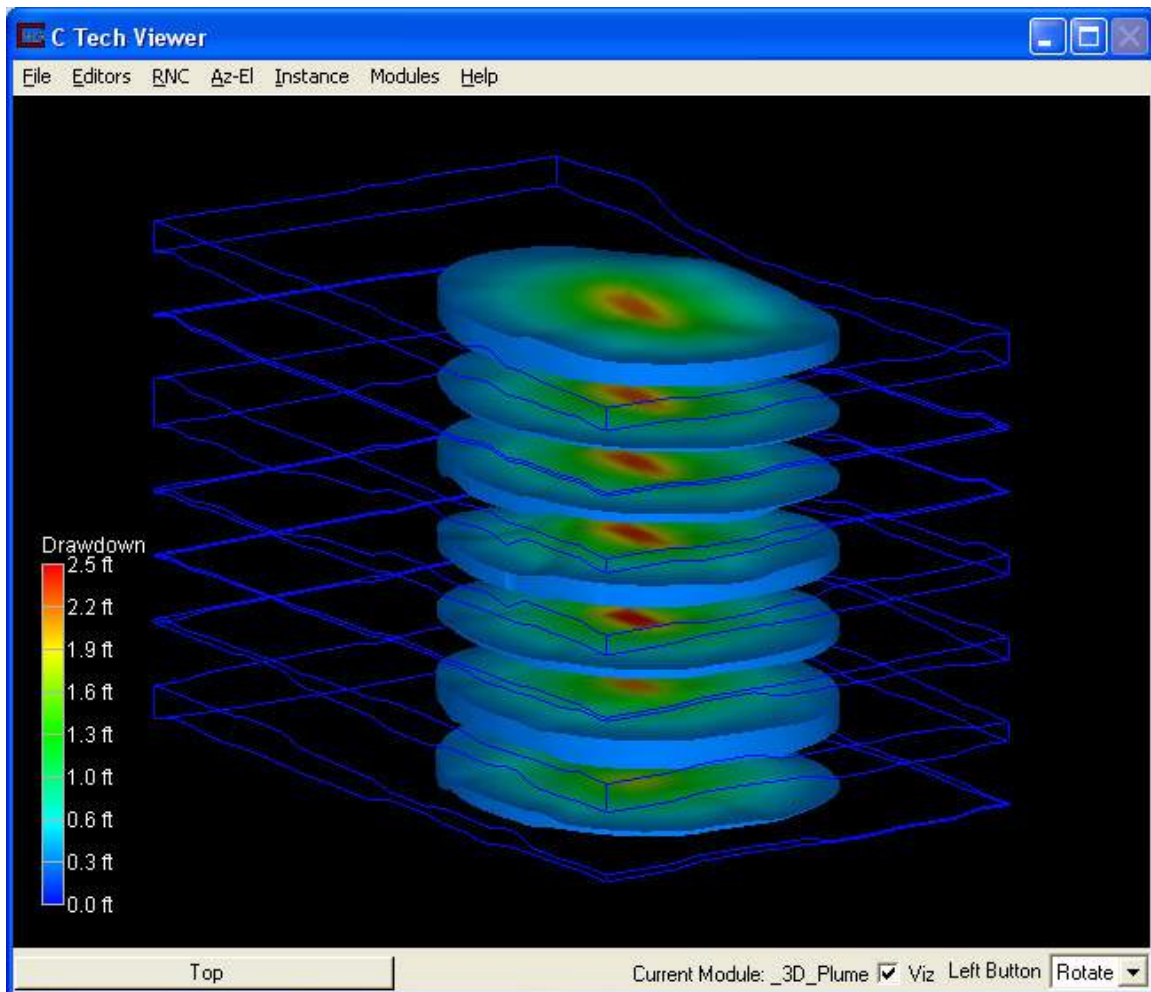 C Tech Viewer
File Editors RNC Az-El Instance Modules Help
Drawdown
2.5 ft
2.2 ft
1.9 ft
1.6 ft
1.3 ft
1.0 ft
0.6 ft
0.3 ft
0.0 ft
Top Current Module: _3D_Plume Viz Left Button Rotate